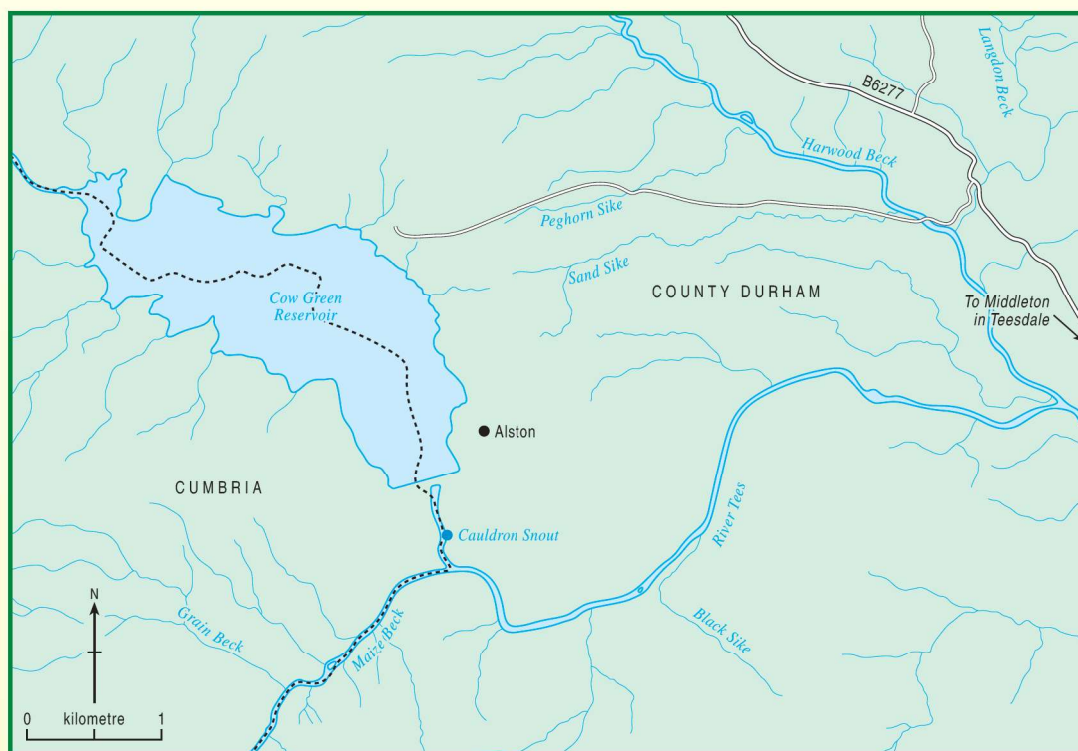 Langdon
Beck
B6277
Harwood Beck
Peghorn Sike
Sand Sike
COUNTY DURHAM
Cow Green
Reservoir
To Middleton
in Teesdale
Alston
CUMBRIA
River Tees
Cauldron Snout
Black Sike
Maize Beck
Grain Beck
N
0 kilometre 1